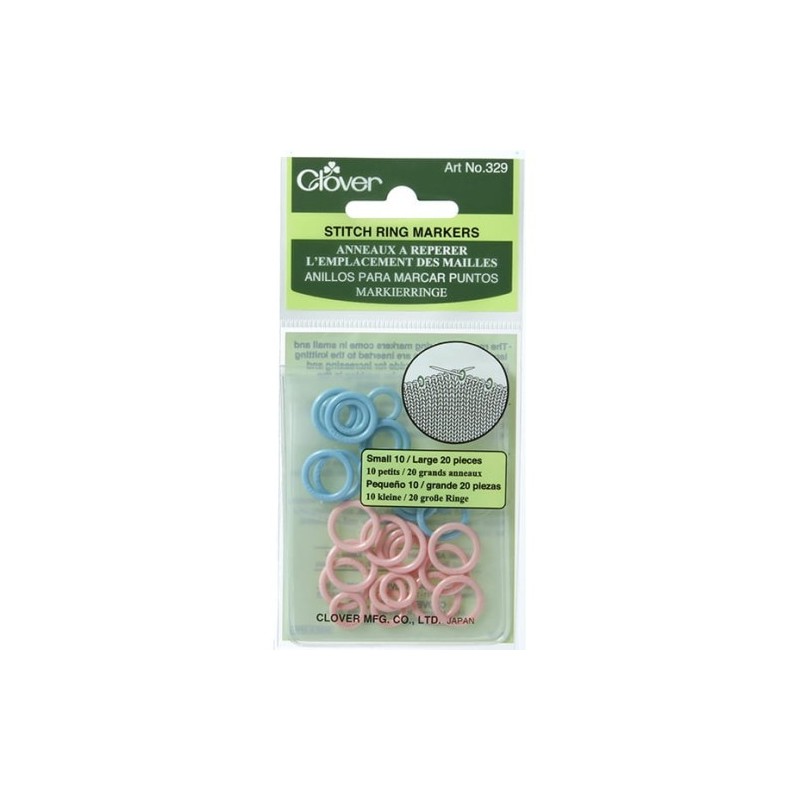 Clover
Art No.329
STITCH RING MARKERS
ANNEAUX A REPERER
L'EMPLACEMENT DES MAILLES
ANILLOS PARA MARCAR PUNTOS
MARKIERRINGE
Small 10 / Large 20 pieces
10 petits / 20 grands anneaux
Pequeño 10 / grande 20 piezas
10 kleine / 20 große Ringe
CLOVER MFG. CO., LTD. JAPAN